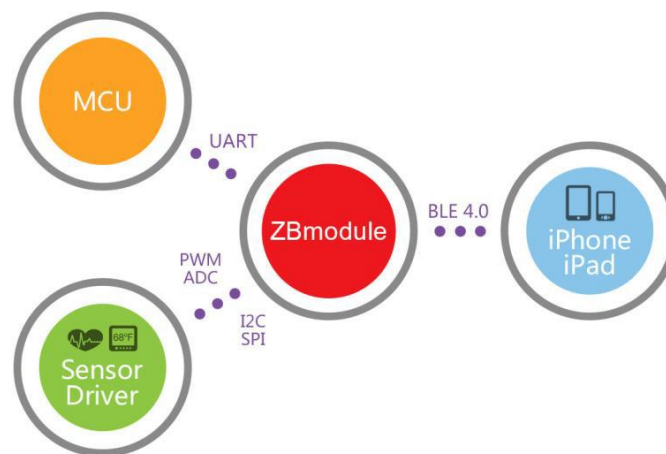 MCU
UART
ZBmodule
BLE 4.0
iPhone
iPad
PWM
ADC
I2C
SPI
68°F
Sensor
Driver